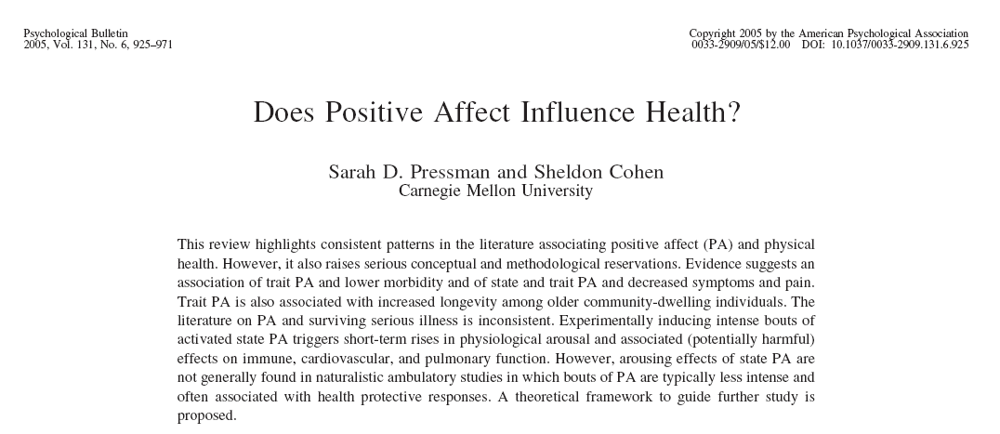 Psychological Bulletin
2005, Vol. 131, No. 6, 925–971
Copyright 2005 by the American Psychological Association
0033-2909/05/$12.00 DOI: 10.1037/0033-2909.131.6.925
Does Positive Affect Influence Health?
Sarah D. Pressman and Sheldon Cohen
Carnegie Mellon University
This review highlights consistent patterns in the literature associating positive affect (PA) and physical
health. However, it also raises serious conceptual and methodological reservations. Evidence suggests an
association of trait PA and lower morbidity and of state and trait PA and decreased symptoms and pain.
Trait PA is also associated with increased longevity among older community-dwelling individuals. The
literature on PA and surviving serious illness is inconsistent. Experimentally inducing intense bouts of
activated state PA triggers short-term rises in physiological arousal and associated (potentially harmful)
effects on immune, cardiovascular, and pulmonary function. However, arousing effects of state PA are
not generally found in naturalistic ambulatory studies in which bouts of PA are typically less intense and
often associated with health protective responses. A theoretical framework to guide further study is
proposed.